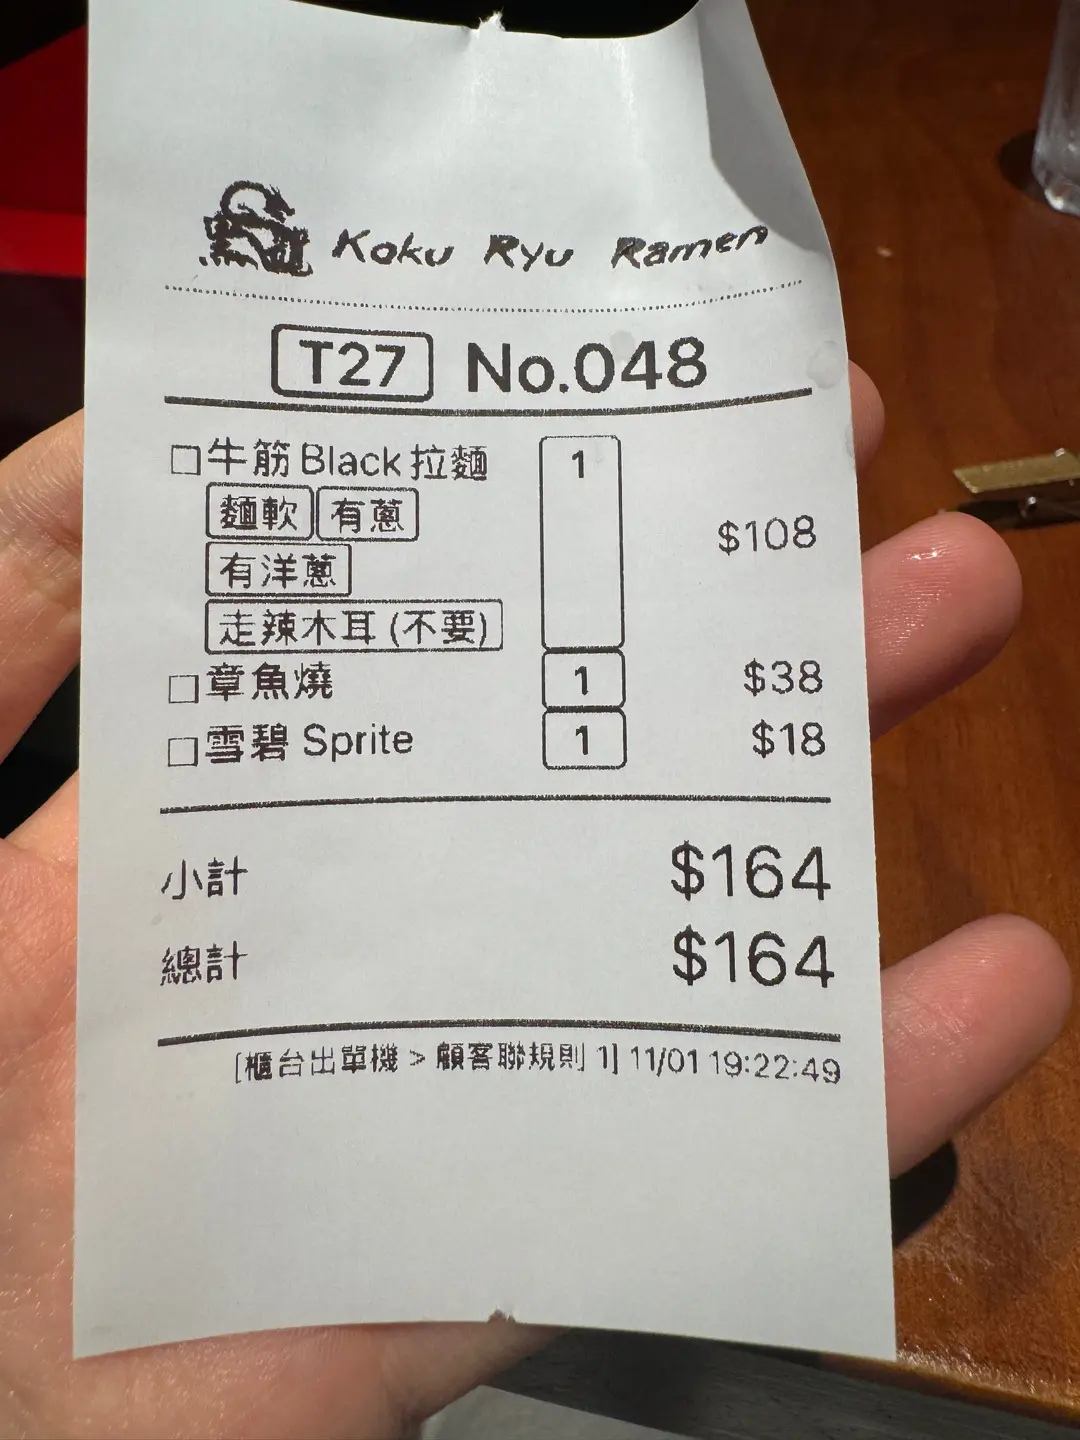 黑龍 Koku Ryu Ramen
T27 No.048
□牛筋Black拉麵 1 $108
麵軟 有蔥
有洋蔥
走辣木耳 (不要)
□章魚燒 1 $38
□雪碧 Sprite 1 $18
小計 $164
總計 $164
[櫃台出單機 > 顧客聯規則 1] 11/01 19:22:49